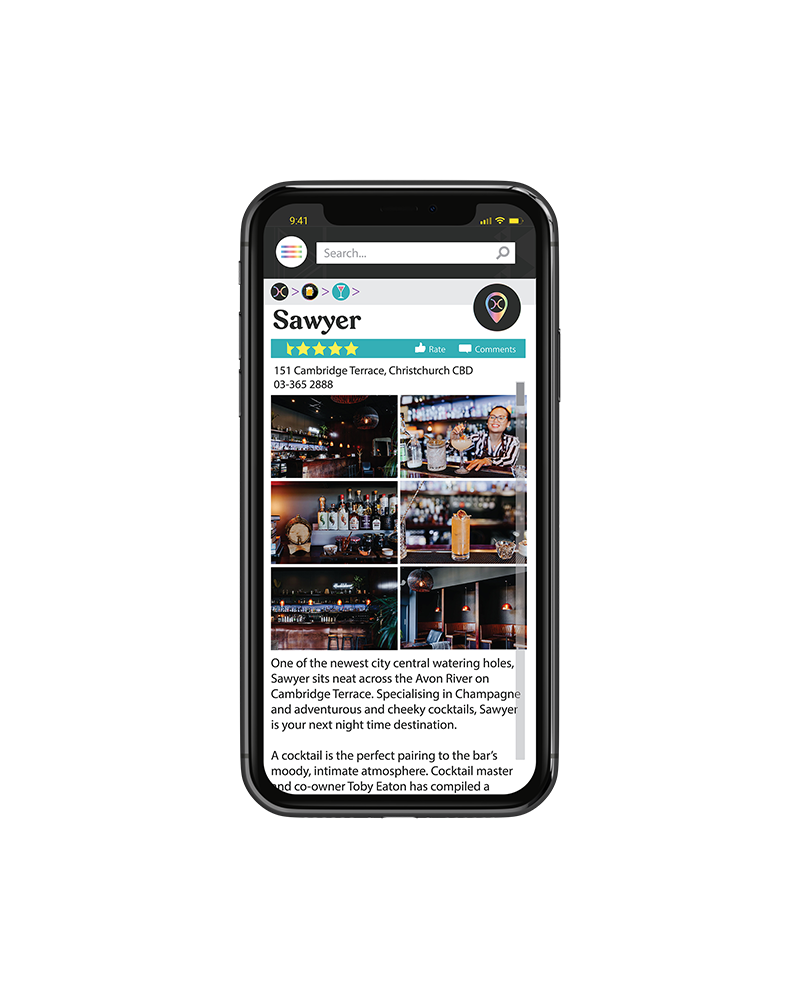 9:41
Search...
> > >
Sawyer
Rate Comments
151 Cambridge Terrace, Christchurch CBD
03-365 2888
One of the newest city central watering holes,
Sawyer sits neat across the Avon River on
Cambridge Terrace. Specialising in Champagne
and adventurous and cheeky cocktails, Sawyer
is your next night time destination.
A cocktail is the perfect pairing to the bar’s
moody, intimate atmosphere. Cocktail master
and co-owner Toby Eaton has compiled a